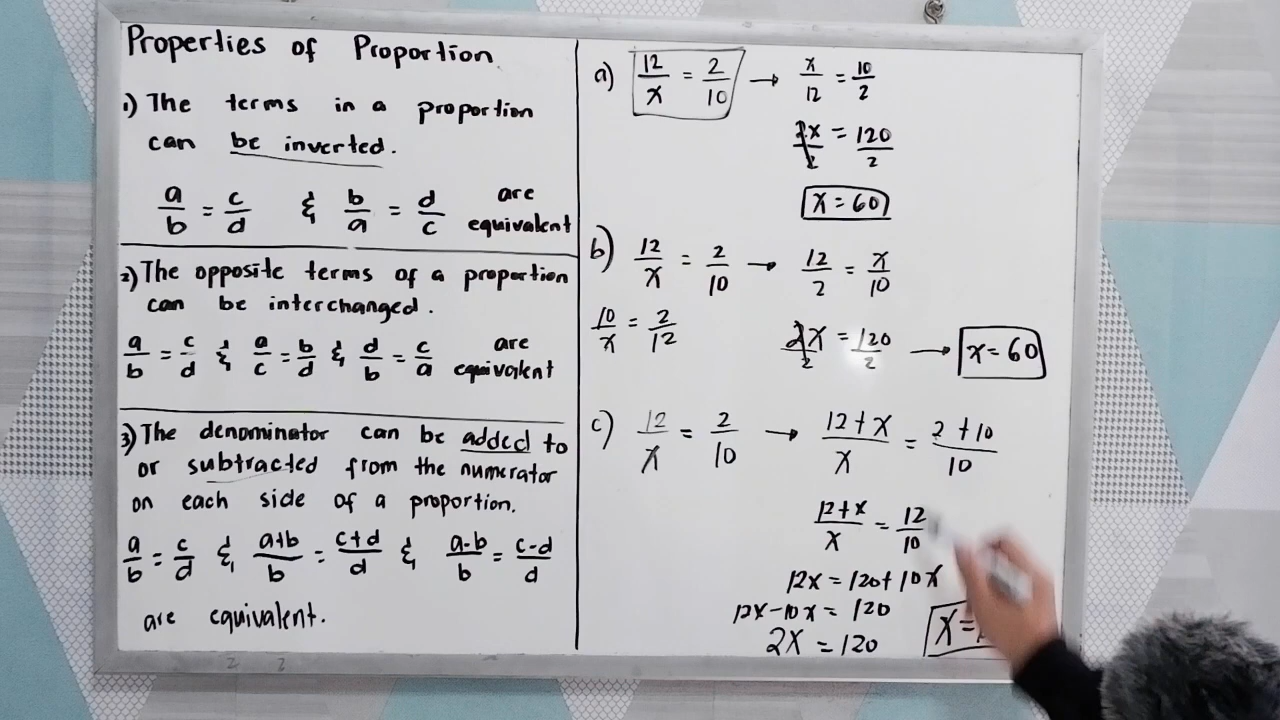 Properties of Proportion
1) The terms in a proportion
can be inverted.
a/b = c/d & b/a = d/c are equivalent
2) The opposite terms of a proportion
can be interchanged.
a/b = c/d & a/c = b/d & d/b = c/a are equivalent
3) The denominator can be added to
or subtracted from the numerator
on each side of a proportion.
a/b = c/d & a+b/b = c+d/d & a-b/b = c-d/d
are equivalent.
a) 12/x = 2/10 → x/12 = 10/2
2x/2 = 120/2
x = 60
b) 12/x = 2/10 → 12/2 = x/10
10/x = 2/12
2x/2 = 120/2 → x = 60
c) 12/x = 2/10 → 12+x/x = 2+10/10
12+x/x = 12/10
12x = 120+10x
12x-10x = 120
2x = 120
x =